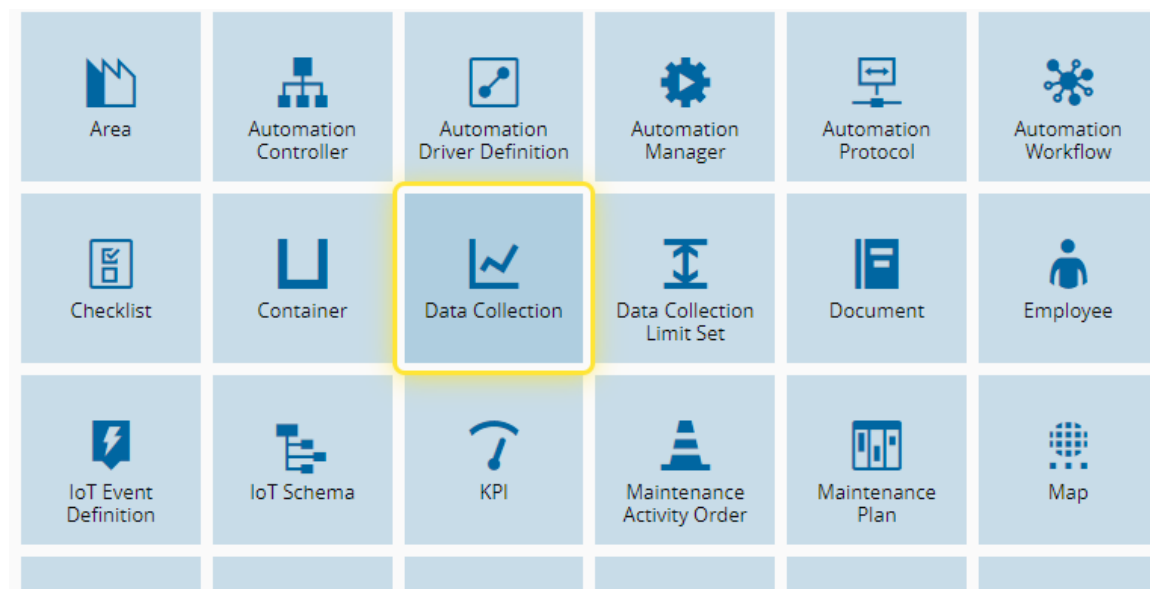 Area
Automation
Controller
Automation
Driver Definition
Automation
Manager
Automation
Protocol
Automation
Workflow
Checklist
Container
Data Collection
Data Collection
Limit Set
Document
Employee
IoT Event
Definition
IoT Schema
KPI
Maintenance
Activity Order
Maintenance
Plan
Map